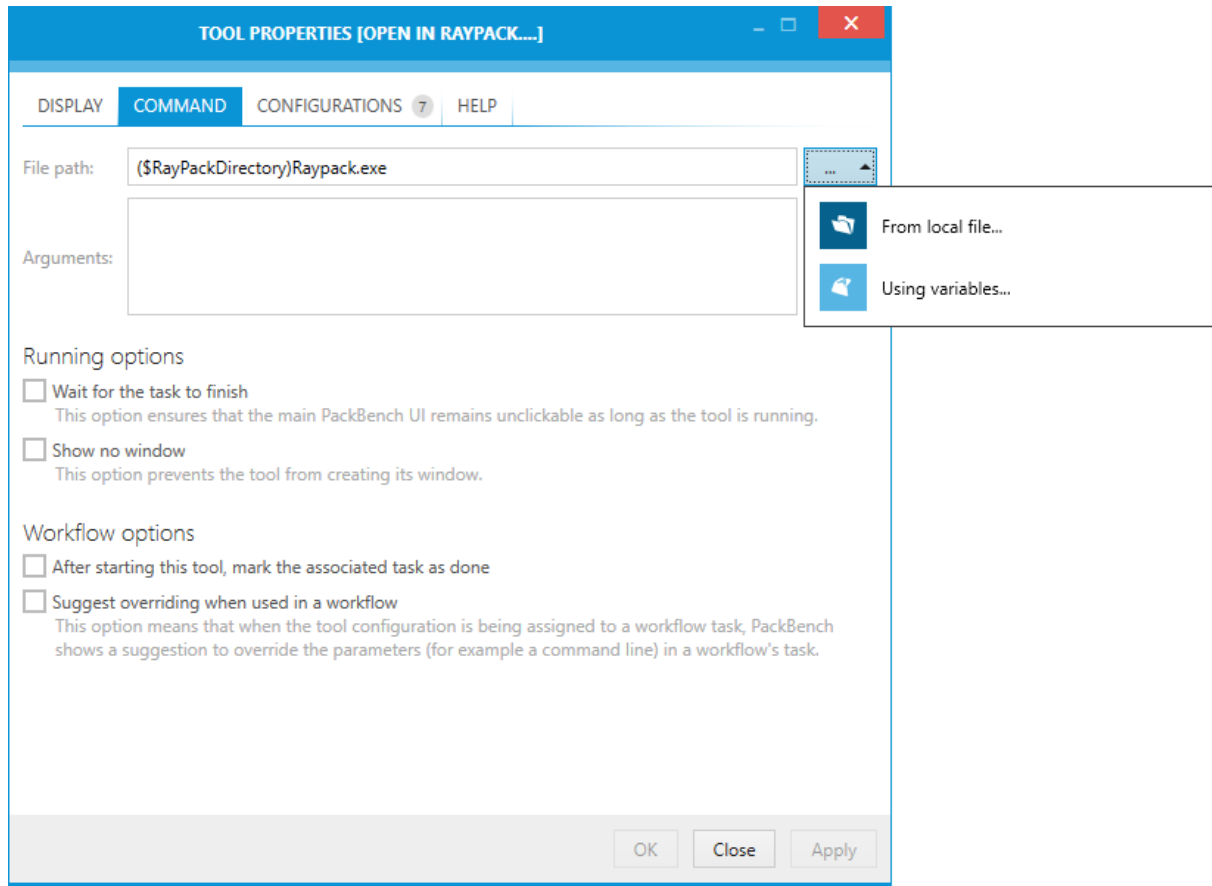 TOOL PROPERTIES [OPEN IN RAYPACK....]
DISPLAY COMMAND CONFIGURATIONS 7 HELP
File path: ($RayPackDirectory)Raypack.exe ...
From local file...
Arguments:
Using variables...
Running options
Wait for the task to finish
This option ensures that the main PackBench UI remains unclickable as long as the tool is running.
Show no window
This option prevents the tool from creating its window.
Workflow options
After starting this tool, mark the associated task as done
Suggest overriding when used in a workflow
This option means that when the tool configuration is being assigned to a workflow task, PackBench
shows a suggestion to override the parameters (for example a command line) in a workflow's task.
OK Close Apply